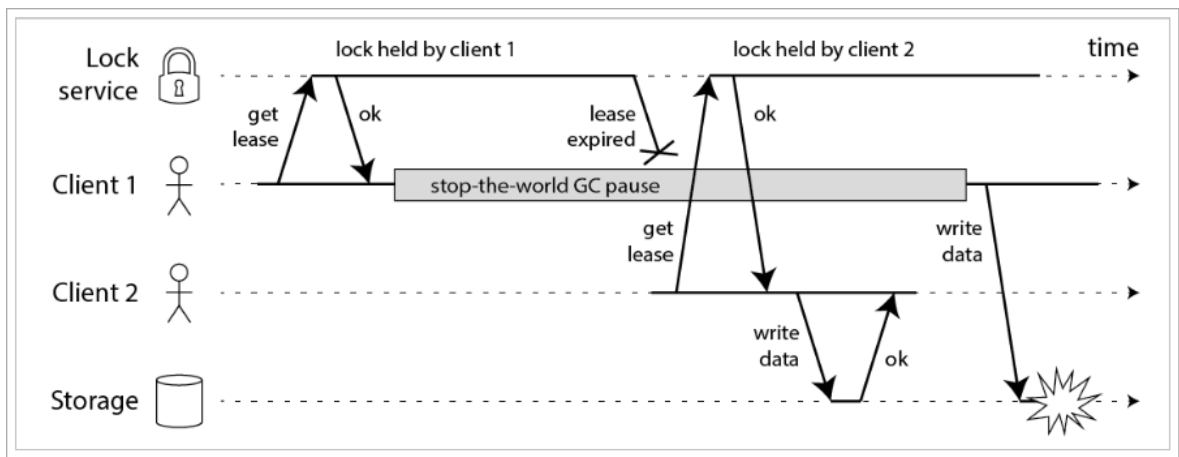 lock held by client 1
lock held by client 2
time
Lock
service
get
lease
ok
lease
expired
ok
Client 1
stop-the-world GC pause
get
lease
write
data
Client 2
write
data
ok
Storage